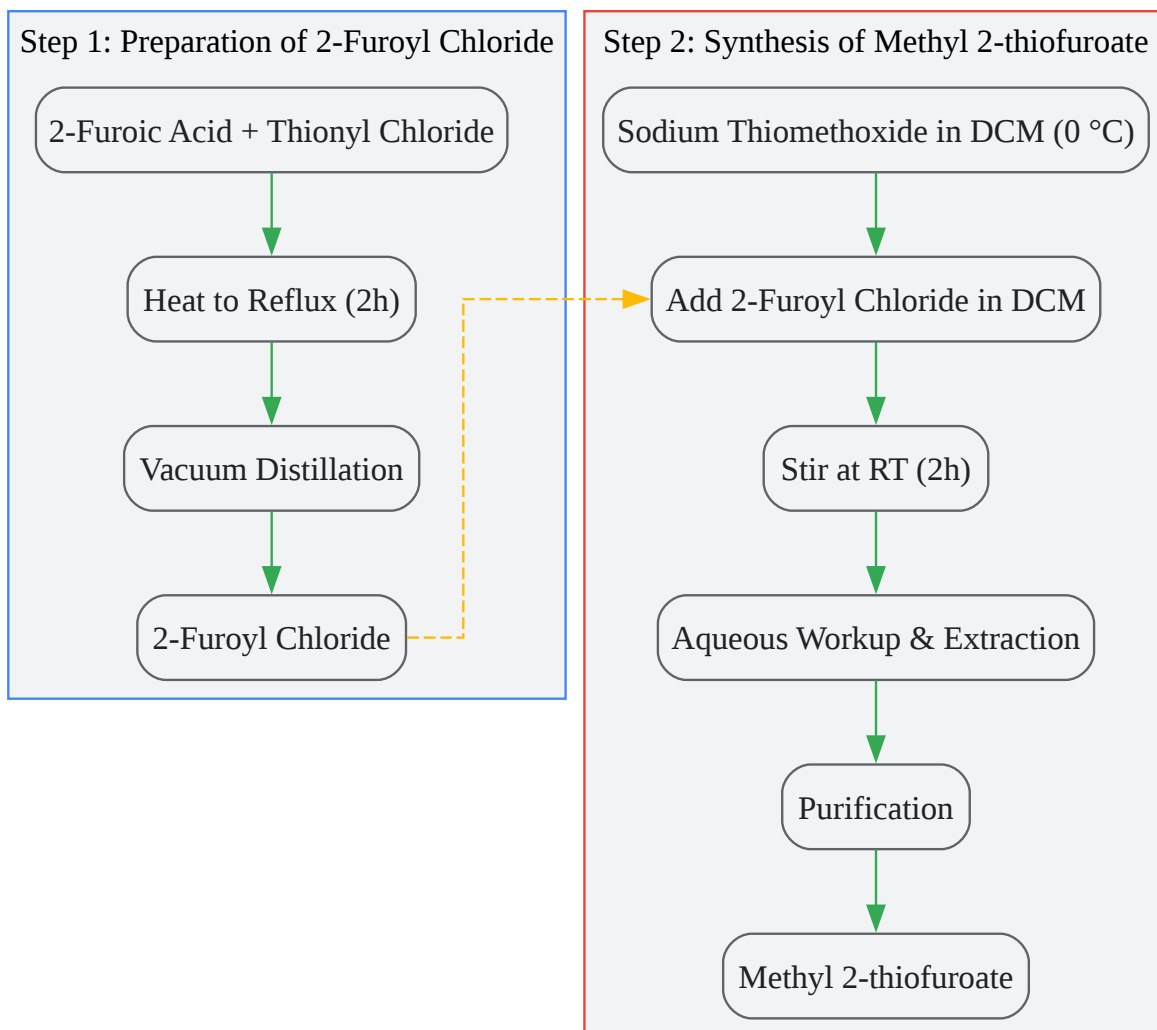 Step 1: Preparation of 2-Furoyl Chloride
2-Furoic Acid + Thionyl Chloride
Heat to Reflux (2h)
Vacuum Distillation
2-Furoyl Chloride
Step 2: Synthesis of Methyl 2-thiofuroate
Sodium Thiomethoxide in DCM (0 °C)
Add 2-Furoyl Chloride in DCM
Stir at RT (2h)
Aqueous Workup & Extraction
Purification
Methyl 2-thiofuroate